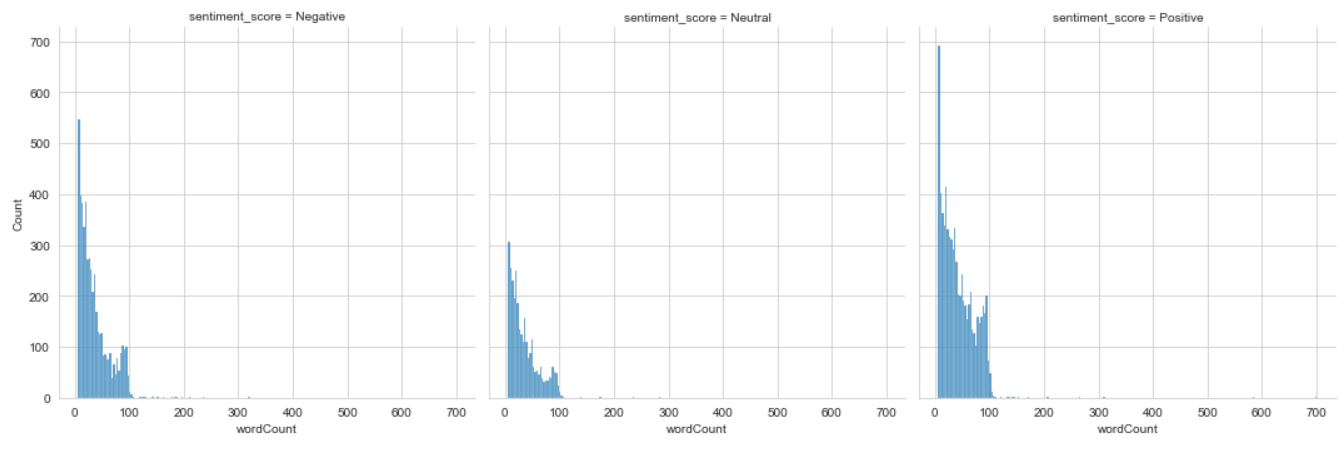 sentiment_score = Negative
sentiment_score = Neutral
sentiment_score = Positive
700
600
500
400
300
200
100
0
Count
0 100 200 300 400 500 600 700
0 100 200 300 400 500 600 700
0 100 200 300 400 500 600 700
wordCount
wordCount
wordCount